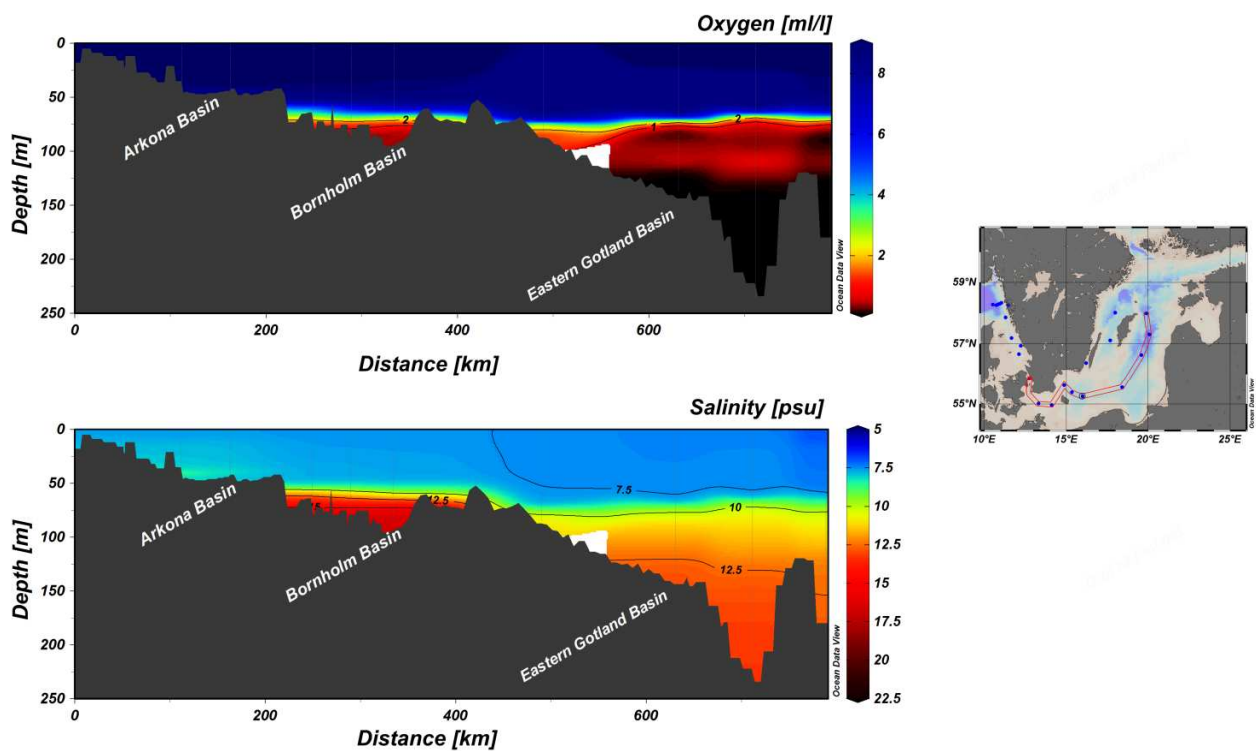 Oxygen [ml/l]
0
50
100
150
200
250
Depth [m]
Arkona Basin
Bornholm Basin
Eastern Gotland Basin
2
1
2
Ocean Data View
8
6
4
2
0
200
400
600
Distance [km]
Salinity [psu]
0
50
100
150
200
250
Depth [m]
Arkona Basin
Bornholm Basin
Eastern Gotland Basin
12.5
7.5
10
12.5
Ocean Data View
5
7.5
10
12.5
15
17.5
20
22.5
0
200
400
600
Distance [km]
59°N
57°N
55°N
10°E
15°E
20°E
25°E
Ocean Data View